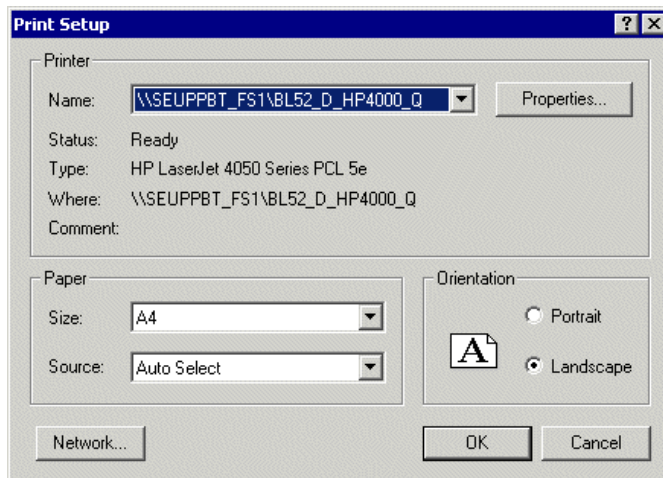 Print Setup
Printer
Name: \\SEUPPBT_FS1\BL52_D_HP4000_Q Properties...
Status: Ready
Type: HP LaserJet 4050 Series PCL 5e
Where: \\SEUPPBT_FS1\BL52_D_HP4000_Q
Comment:
Paper
Size: A4
Source: Auto Select
Orientation
A
Portrait
Landscape
Network... OK Cancel